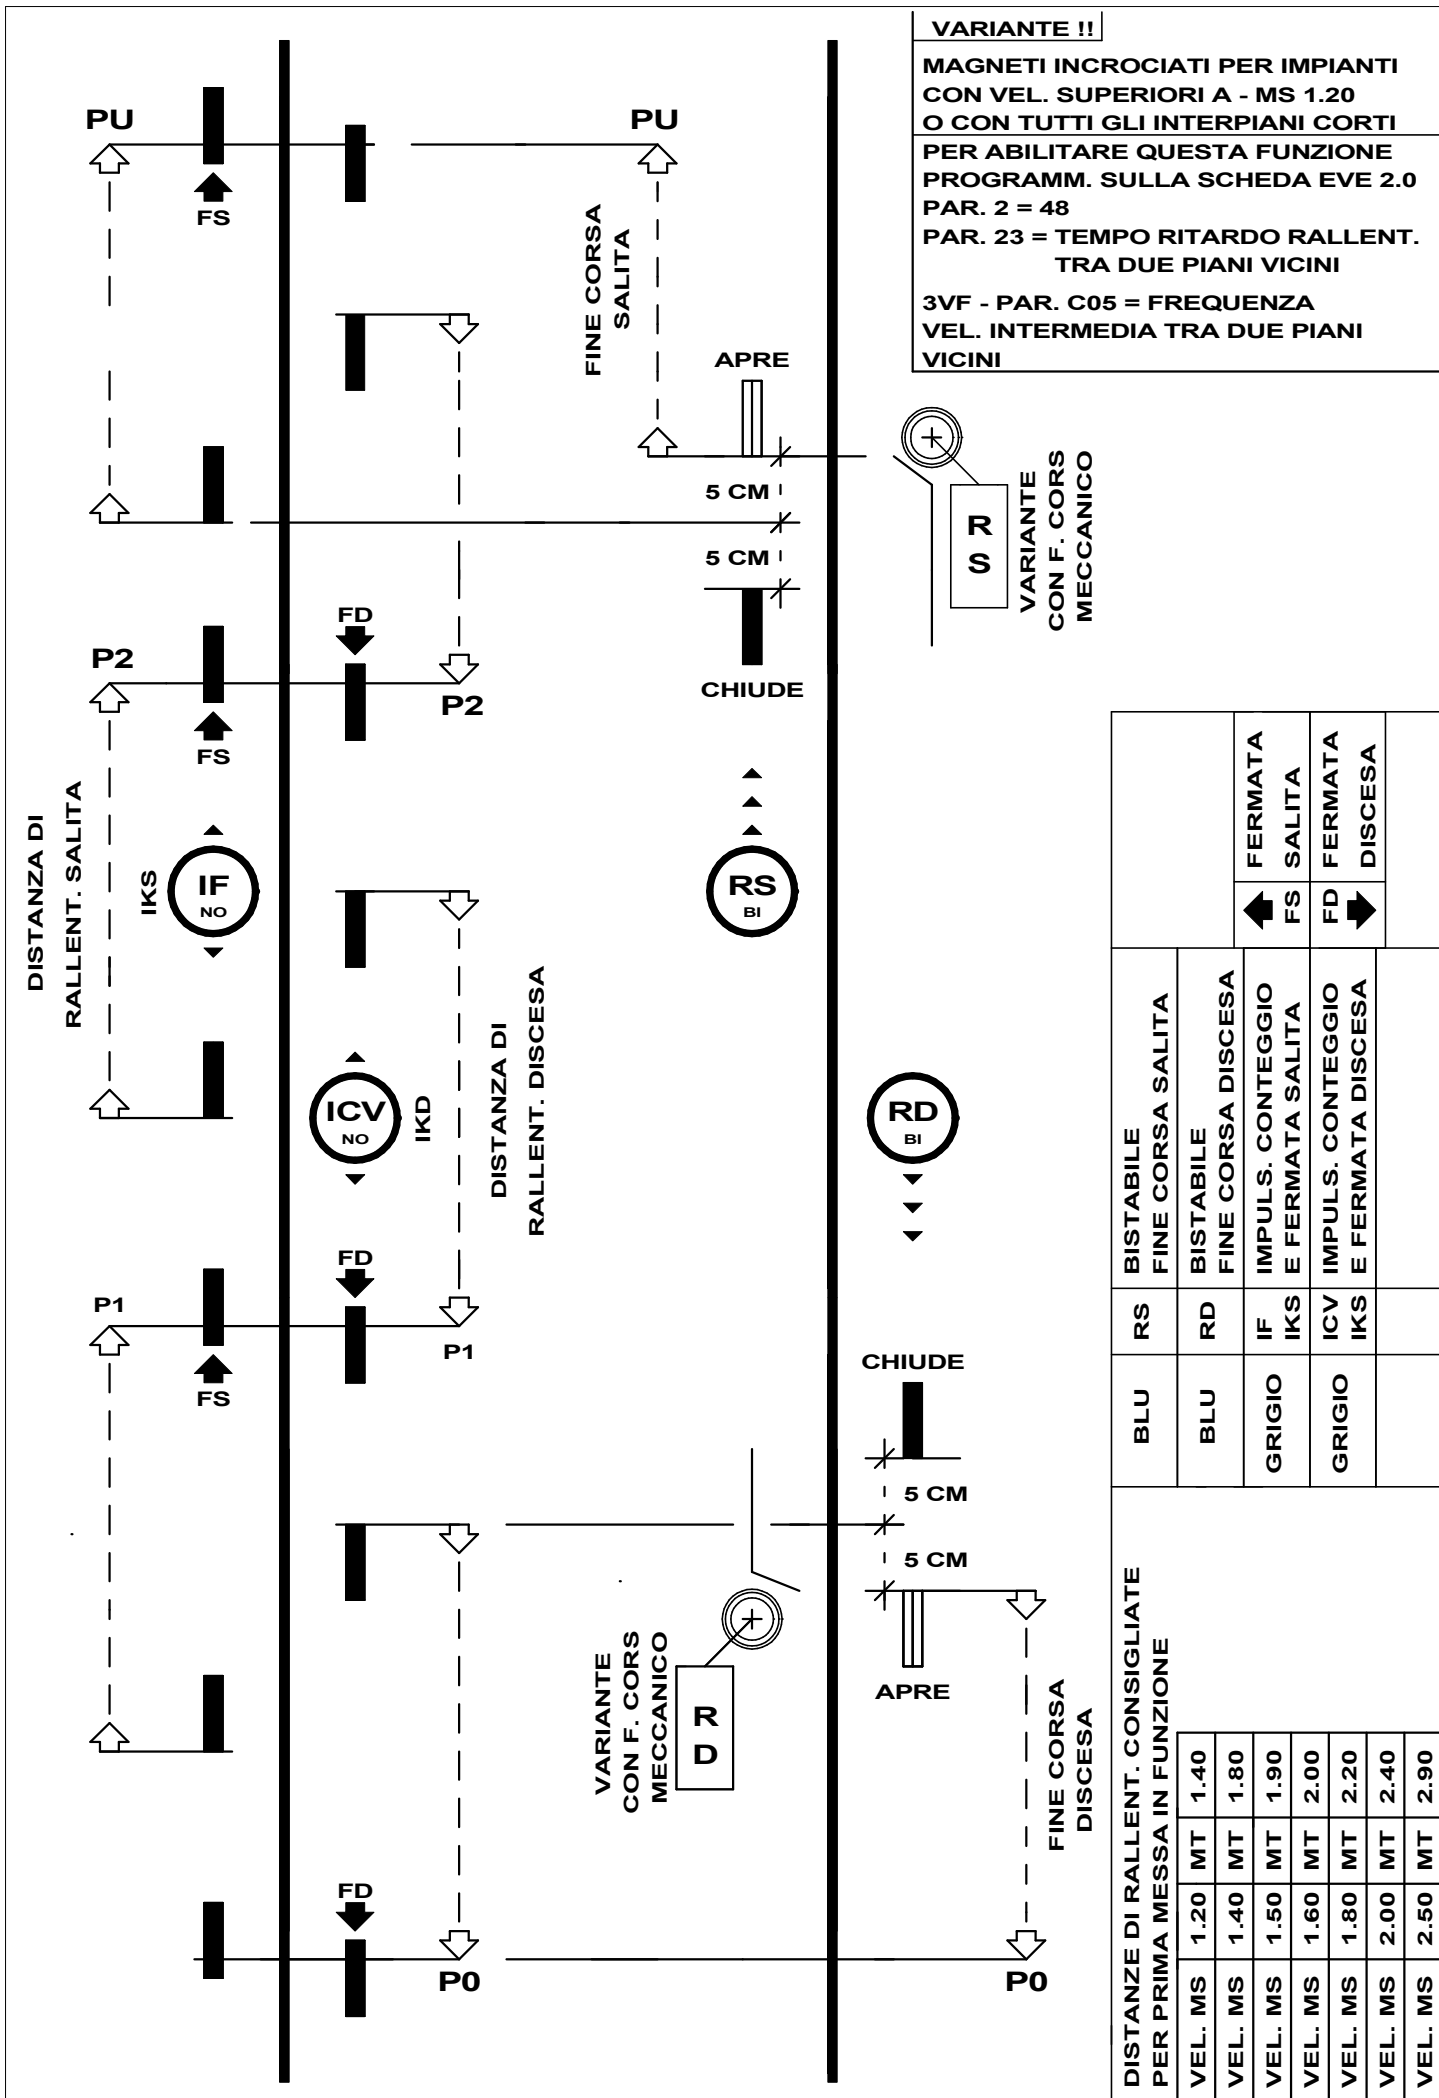 VARIANTE !!
MAGNETI INCROCIATI PER IMPIANTI
CON VEL. SUPERIORI A - MS 1.20
O CON TUTTI GLI INTERPIANI CORTI
PER ABILITARE QUESTA FUNZIONE
PROGRAMM. SULLA SCHEDA EVE 2.0
PAR. 2 = 48
PAR. 23 = TEMPO RITARDO RALLENT.
TRA DUE PIANI VICINI
3VF - PAR. C05 = FREQUENZA
VEL. INTERMEDIA TRA DUE PIANI
VICINI
PU
PU
FS
FINE CORSA
SALITA
APRE
5 CM
5 CM
CHIUDE
R
S
VARIANTE
CON F. CORS
MECCANICO
P2
FD
P2
FS
DISTANZA DI
RALLENT. SALITA
IKS
IF
NO
RS
BI
ICV
NO
IKD
DISTANZA DI
RALLENT. DISCESA
RD
BI
P1
FD
P1
FS
CHIUDE
5 CM
5 CM
APRE
VARIANTE
CON F. CORS
MECCANICO
R
D
FINE CORSA
DISCESA
FD
P0
P0
BLU RS BISTABILE
FINE CORSA SALITA
BLU RD BISTABILE
FINE CORSA DISCESA
GRIGIO IF IMPULS. CONTEGGIO FERMATA
IKS E FERMATA SALITA FS SALITA
GRIGIO ICV IMPULS. CONTEGGIO FD FERMATA
IKS E FERMATA DISCESA DISCESA
DISTANZE DI RALLENT. CONSIGLIATE
PER PRIMA MESSA IN FUNZIONE
VEL. MS 1.20 MT 1.40
VEL. MS 1.40 MT 1.80
VEL. MS 1.50 MT 1.90
VEL. MS 1.60 MT 2.00
VEL. MS 1.80 MT 2.20
VEL. MS 2.00 MT 2.40
VEL. MS 2.50 MT 2.90